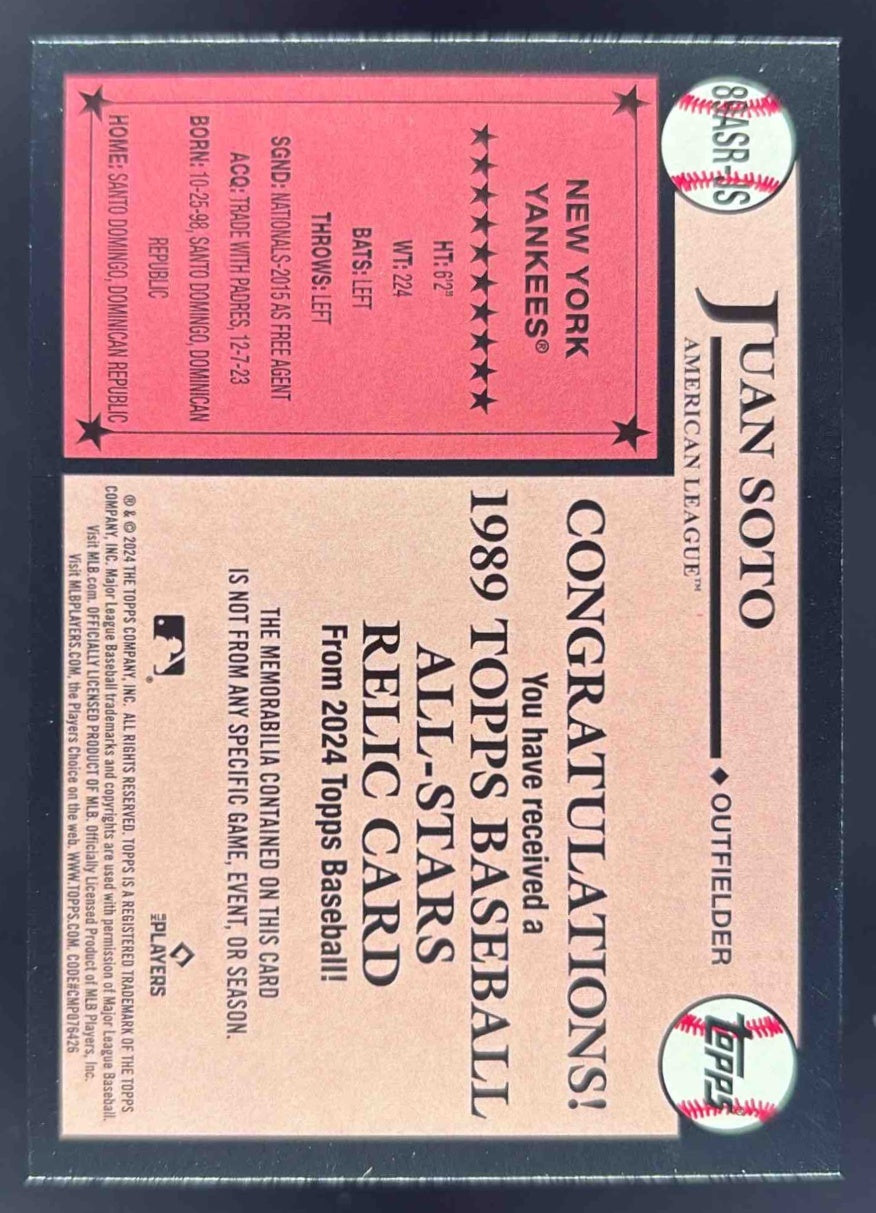 89ASR-JS
JUAN SOTO
AMERICAN LEAGUE™
◆ OUTFIELDER
topps®
NEW YORK
YANKEES®
★★★★★★★★★
HT: 6'2"
WT: 224
BATS: LEFT
THROWS: LEFT
SGND: NATIONALS-2015 AS FREE AGENT
ACQ: TRADE WITH PADRES, 12-7-23
BORN: 10-25-98, SANTO DOMINGO, DOMINICAN
REPUBLIC
HOME: SANTO DOMINGO, DOMINICAN REPUBLIC
CONGRATULATIONS!
You have received a
1989 TOPPS BASEBALL
ALL-STARS
RELIC CARD
From 2024 Topps Baseball!
THE MEMORABILIA CONTAINED ON THIS CARD
IS NOT FROM ANY SPECIFIC GAME, EVENT, OR SEASON.
MLB PLAYERS
® & © 2024 THE TOPPS COMPANY, INC. ALL RIGHTS RESERVED. TOPPS IS A REGISTERED TRADEMARK OF THE TOPPS
COMPANY, INC. Major League Baseball trademarks and copyrights are used with permission of Major League Baseball.
Visit MLB.com. OFFICIALLY LICENSED PRODUCT OF MLB. Officially Licensed Product of MLB Players, Inc.
Visit MLBPLAYERS.COM, the Players Choice on the web. WWW.TOPPS.COM. CODE#CMP076426